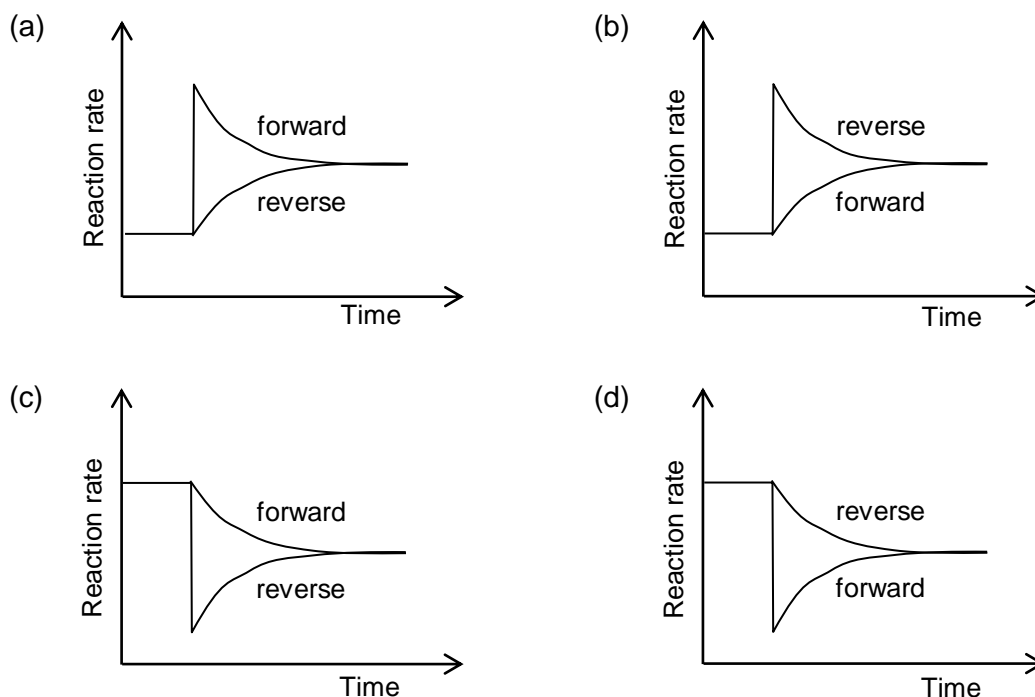 (a)
Reaction rate
forward
reverse
Time
(b)
Reaction rate
reverse
forward
Time
(c)
Reaction rate
forward
reverse
Time
(d)
Reaction rate
reverse
forward
Time